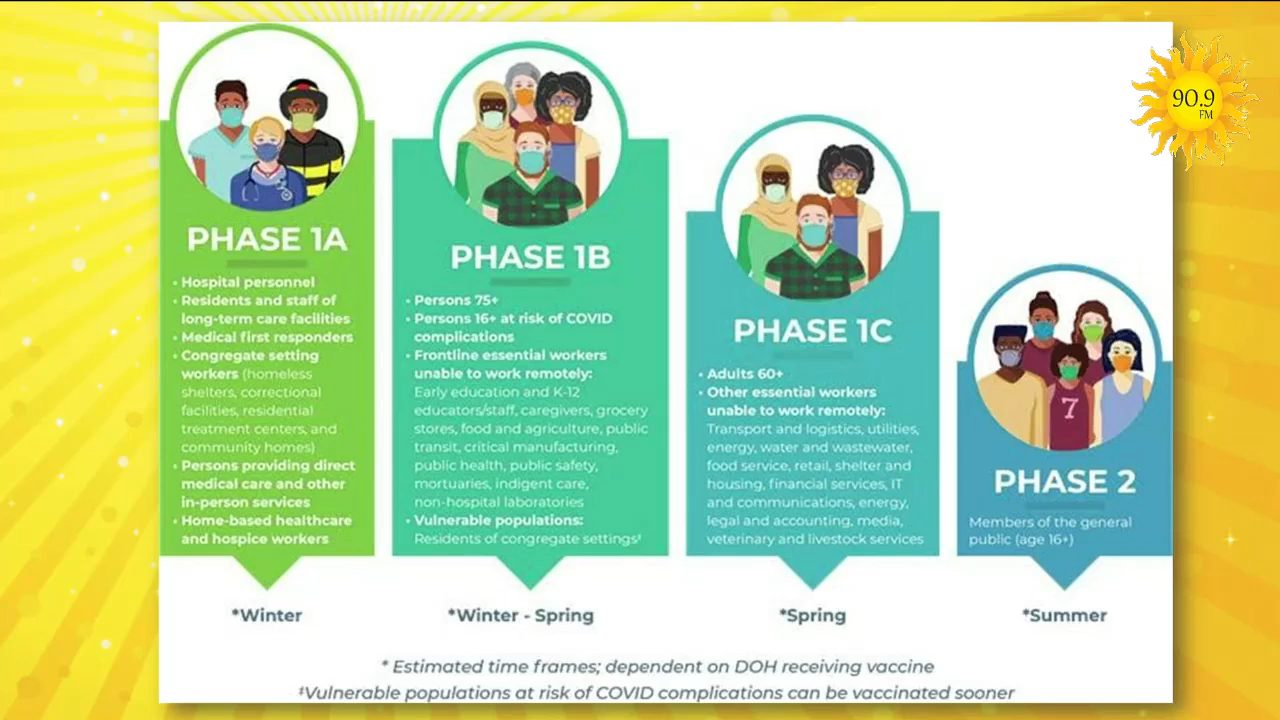 90.9
FM
PHASE 1A
• Hospital personnel
• Residents and staff of
long-term care facilities
• Medical first responders
• Congregate setting
workers (homeless
shelters, correctional
facilities, residential
treatment centers, and
community homes)
• Persons providing direct
medical care and other
in-person services
• Home-based healthcare
and hospice workers
*Winter
PHASE 1B
• Persons 75+
• Persons 16+ at risk of COVID
complications
• Frontline essential workers
unable to work remotely:
Early education and K-12
educators/staff, caregivers, grocery
stores, food and agriculture, public
transit, critical manufacturing,
public health, public safety,
mortuaries, indigent care,
non-hospital laboratories
• Vulnerable populations:
Residents of congregate settings‡
*Winter - Spring
PHASE 1C
• Adults 60+
• Other essential workers
unable to work remotely:
Transport and logistics, utilities,
energy, water and wastewater,
food service, retail, shelter and
housing, financial services, IT
and communications, energy,
legal and accounting, media,
veterinary and livestock services
*Spring
7
PHASE 2
Members of the general
public (age 16+)
*Summer
* Estimated time frames; dependent on DOH receiving vaccine
‡Vulnerable populations at risk of COVID complications can be vaccinated sooner